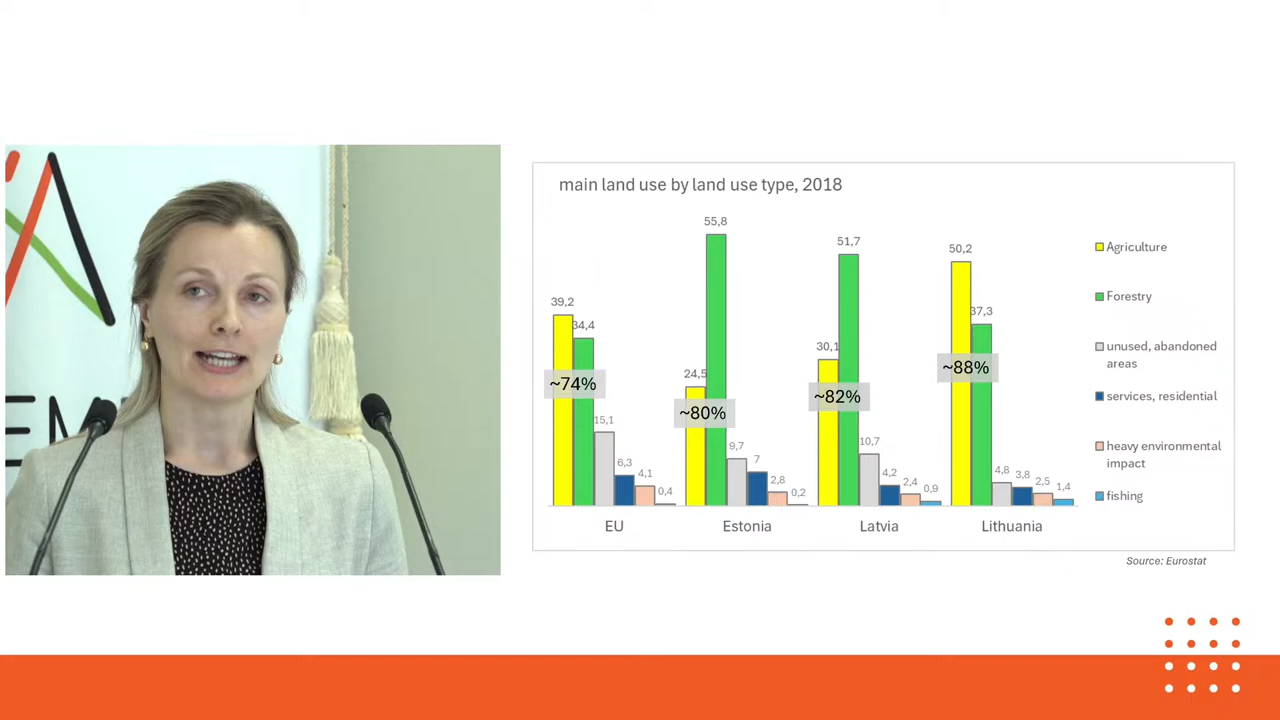 EM
main land use by land use type, 2018
39,2
34,4
15,1
6,3
4,1
0,4
~74%
EU
24,5
55,8
9,7
7
2,8
0,2
~80%
Estonia
30,1
51,7
10,7
4,2
2,4
0,9
~82%
Latvia
50,2
37,3
4,8
3,8
2,5
1,4
~88%
Lithuania
Agriculture
Forestry
unused, abandoned
areas
services, residential
heavy environmental
impact
fishing
Source: Eurostat